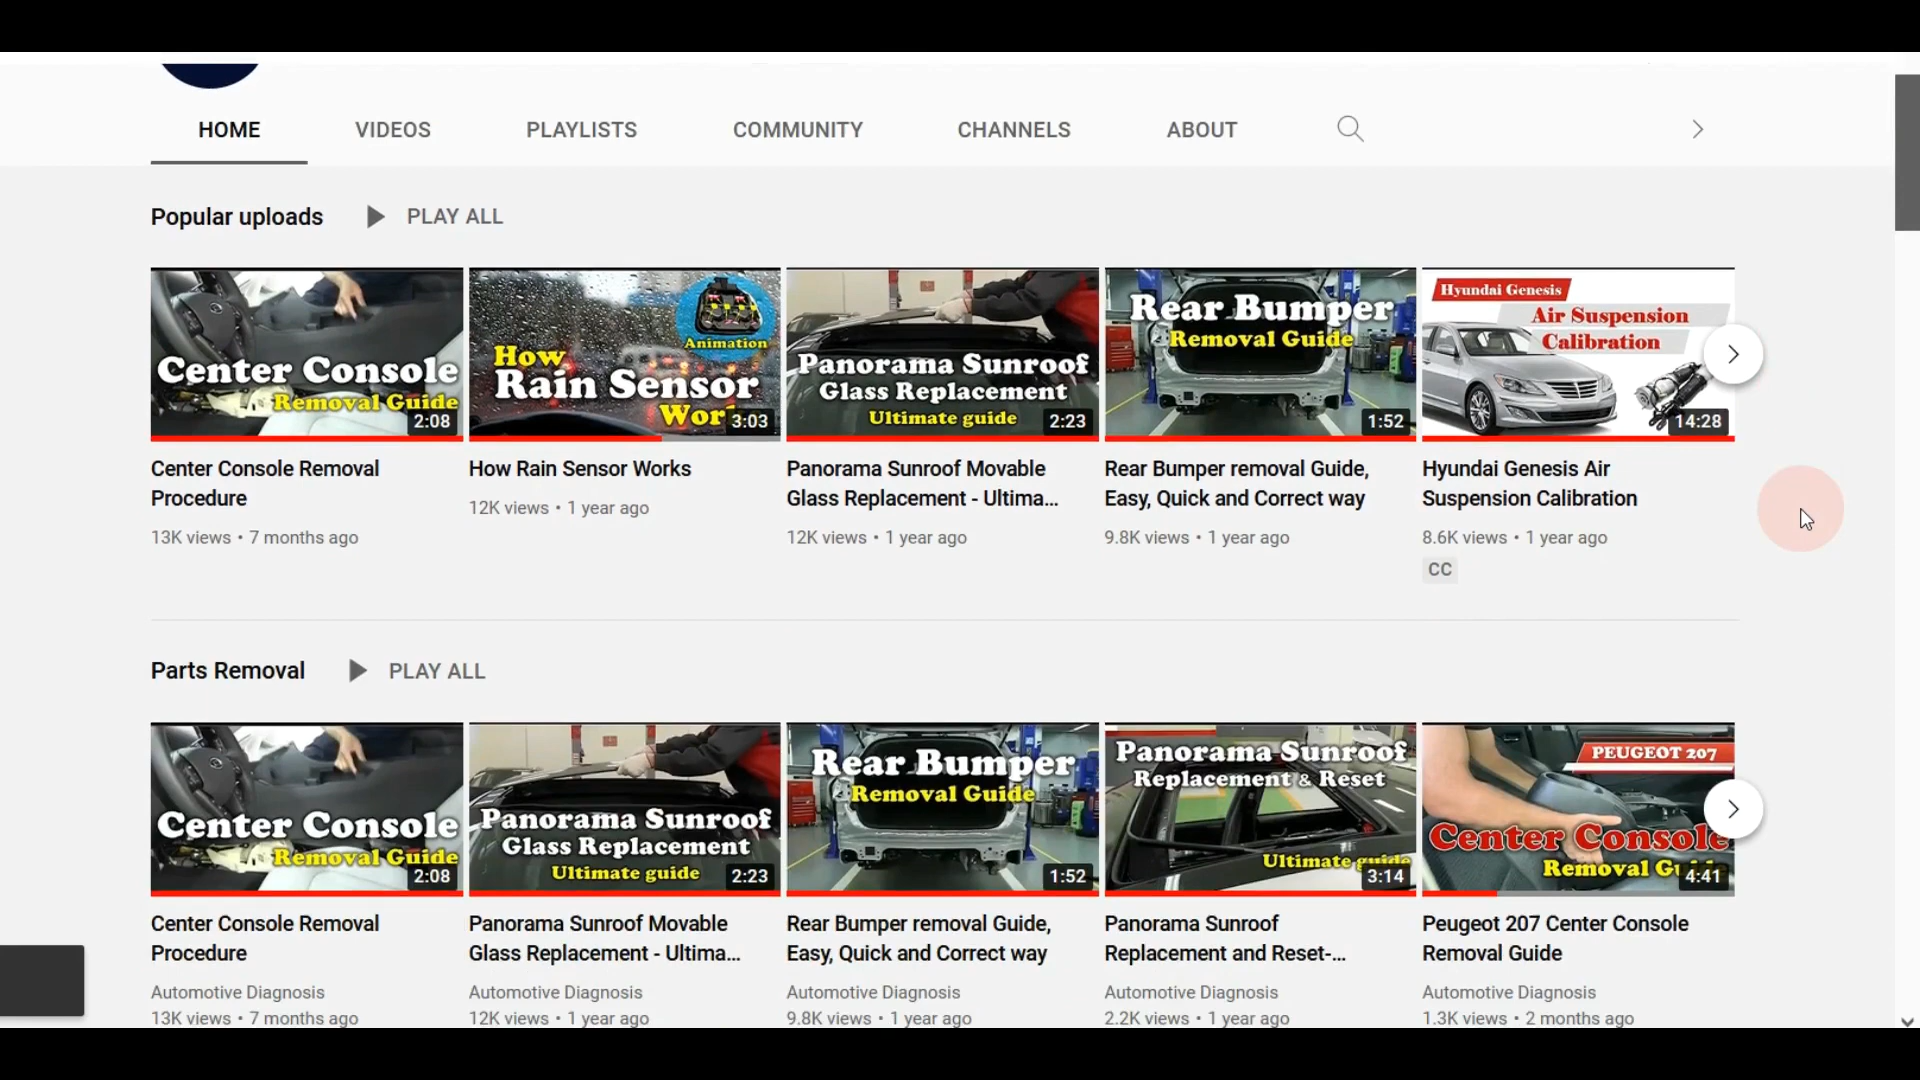 HOME VIDEOS PLAYLISTS COMMUNITY CHANNELS ABOUT
Popular uploads PLAY ALL
Center Console
Removal Guide
2:08
Center Console Removal
Procedure
13K views • 7 months ago
Animation
How
Rain Sensor
3:03
How Rain Sensor Works
12K views • 1 year ago
Panorama Sunroof
Glass Replacement
Ultimate guide
2:23
Panorama Sunroof Movable
Glass Replacement - Ultima...
12K views • 1 year ago
Rear Bumper
Removal Guide
1:52
Rear Bumper removal Guide,
Easy, Quick and Correct way
9.8K views • 1 year ago
Hyundai Genesis
Air Suspension
Calibration
14:28
Hyundai Genesis Air
Suspension Calibration
8.6K views • 1 year ago
CC
Parts Removal PLAY ALL
Center Console
Removal Guide
2:08
Center Console Removal
Procedure
Automotive Diagnosis
13K views • 7 months ago
Panorama Sunroof
Glass Replacement
Ultimate guide
2:23
Panorama Sunroof Movable
Glass Replacement - Ultima...
Automotive Diagnosis
12K views • 1 year ago
Rear Bumper
Removal Guide
1:52
Rear Bumper removal Guide,
Easy, Quick and Correct way
Automotive Diagnosis
9.8K views • 1 year ago
Panorama Sunroof
Replacement & Reset
Ultimate guide
3:14
Panorama Sunroof
Replacement and Reset-...
Automotive Diagnosis
2.2K views • 1 year ago
PEUGEOT 207
Center Console
Removal
4:41
Peugeot 207 Center Console
Removal Guide
Automotive Diagnosis
1.3K views • 2 months ago